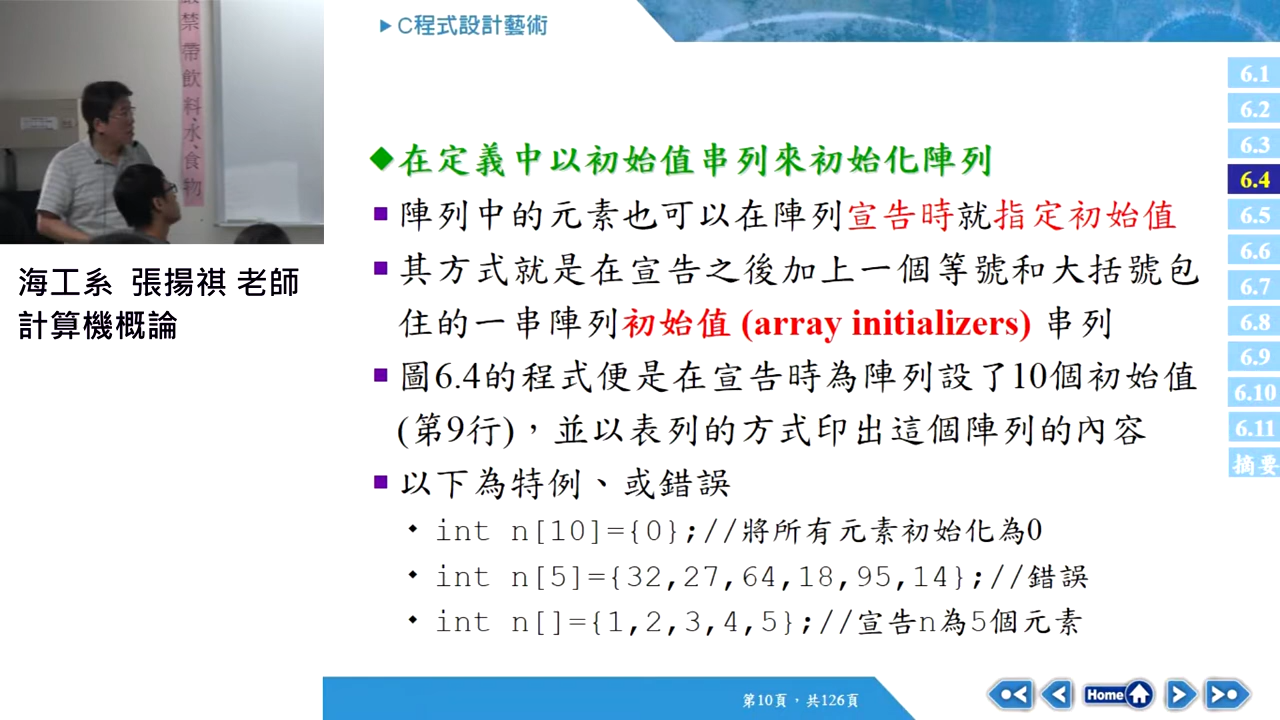 嚴禁帶飲料、水、食物
海工系 張揚祺 老師
計算機概論
C程式設計藝術
在定義中以初始值串列來初始化陣列
陣列中的元素也可以在陣列宣告時就指定初始值
其方式就是在宣告之後加上一個等號和大括號包
住的一串陣列初始值 (array initializers) 串列
圖6.4的程式便是在宣告時為陣列設了10個初始值
(第9行)，並以表列的方式印出這個陣列的內容
以下為特例、或錯誤
int n[10]={0};//將所有元素初始化為0
int n[5]={32,27,64,18,95,14};//錯誤
int n[]={1,2,3,4,5};//宣告n為5個元素
6.1
6.2
6.3
6.4
6.5
6.6
6.7
6.8
6.9
6.10
6.11
摘要
第10頁，共126頁
Home